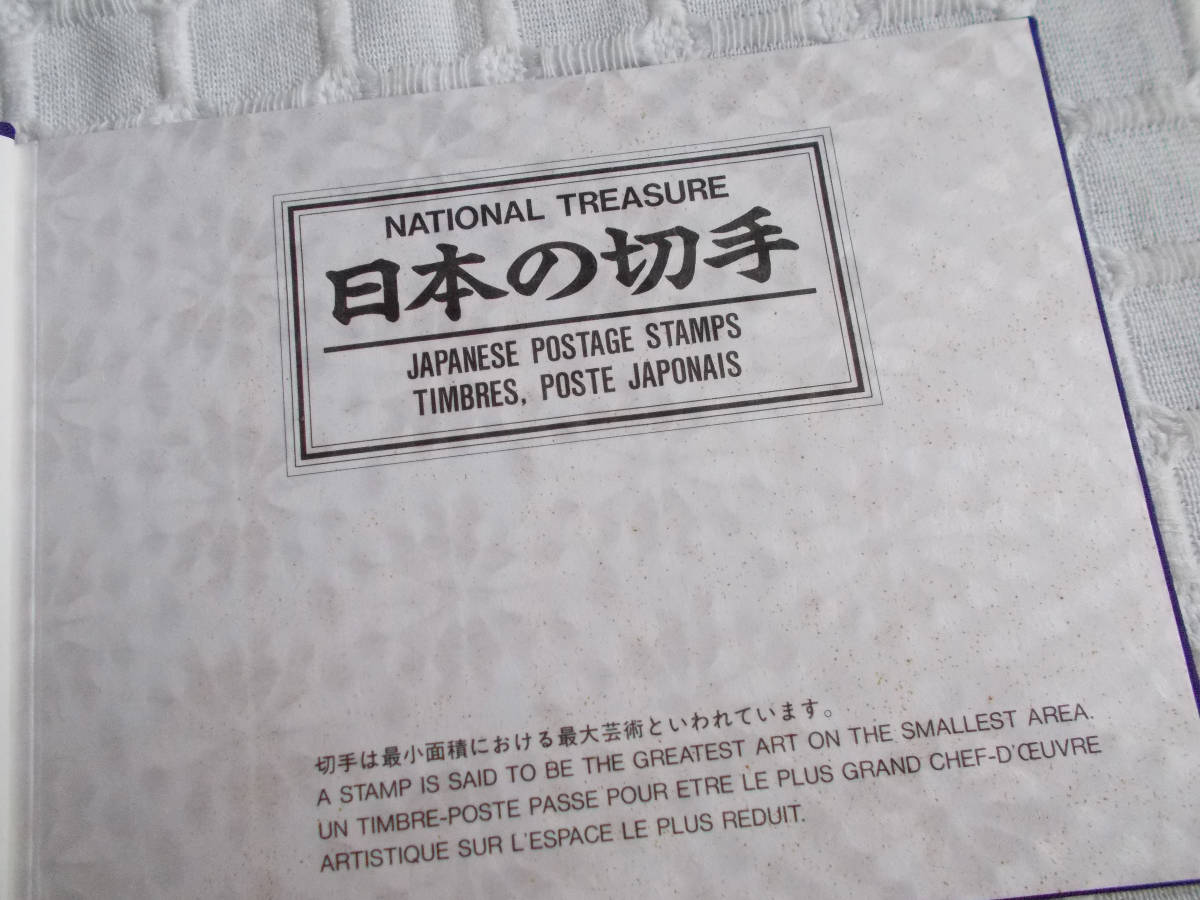 NATIONAL TREASURE
日本の切手
JAPANESE POSTAGE STAMPS
TIMBRES, POSTE JAPONAIS
切手は最小面積における最大芸術といわれています。
A STAMP IS SAID TO BE THE GREATEST ART ON THE SMALLEST AREA.
UN TIMBRE-POSTE PASSE POUR ETRE LE PLUS GRAND CHEF-D'ŒUVRE
ARTISTIQUE SUR L'ESPACE LE PLUS REDUIT.